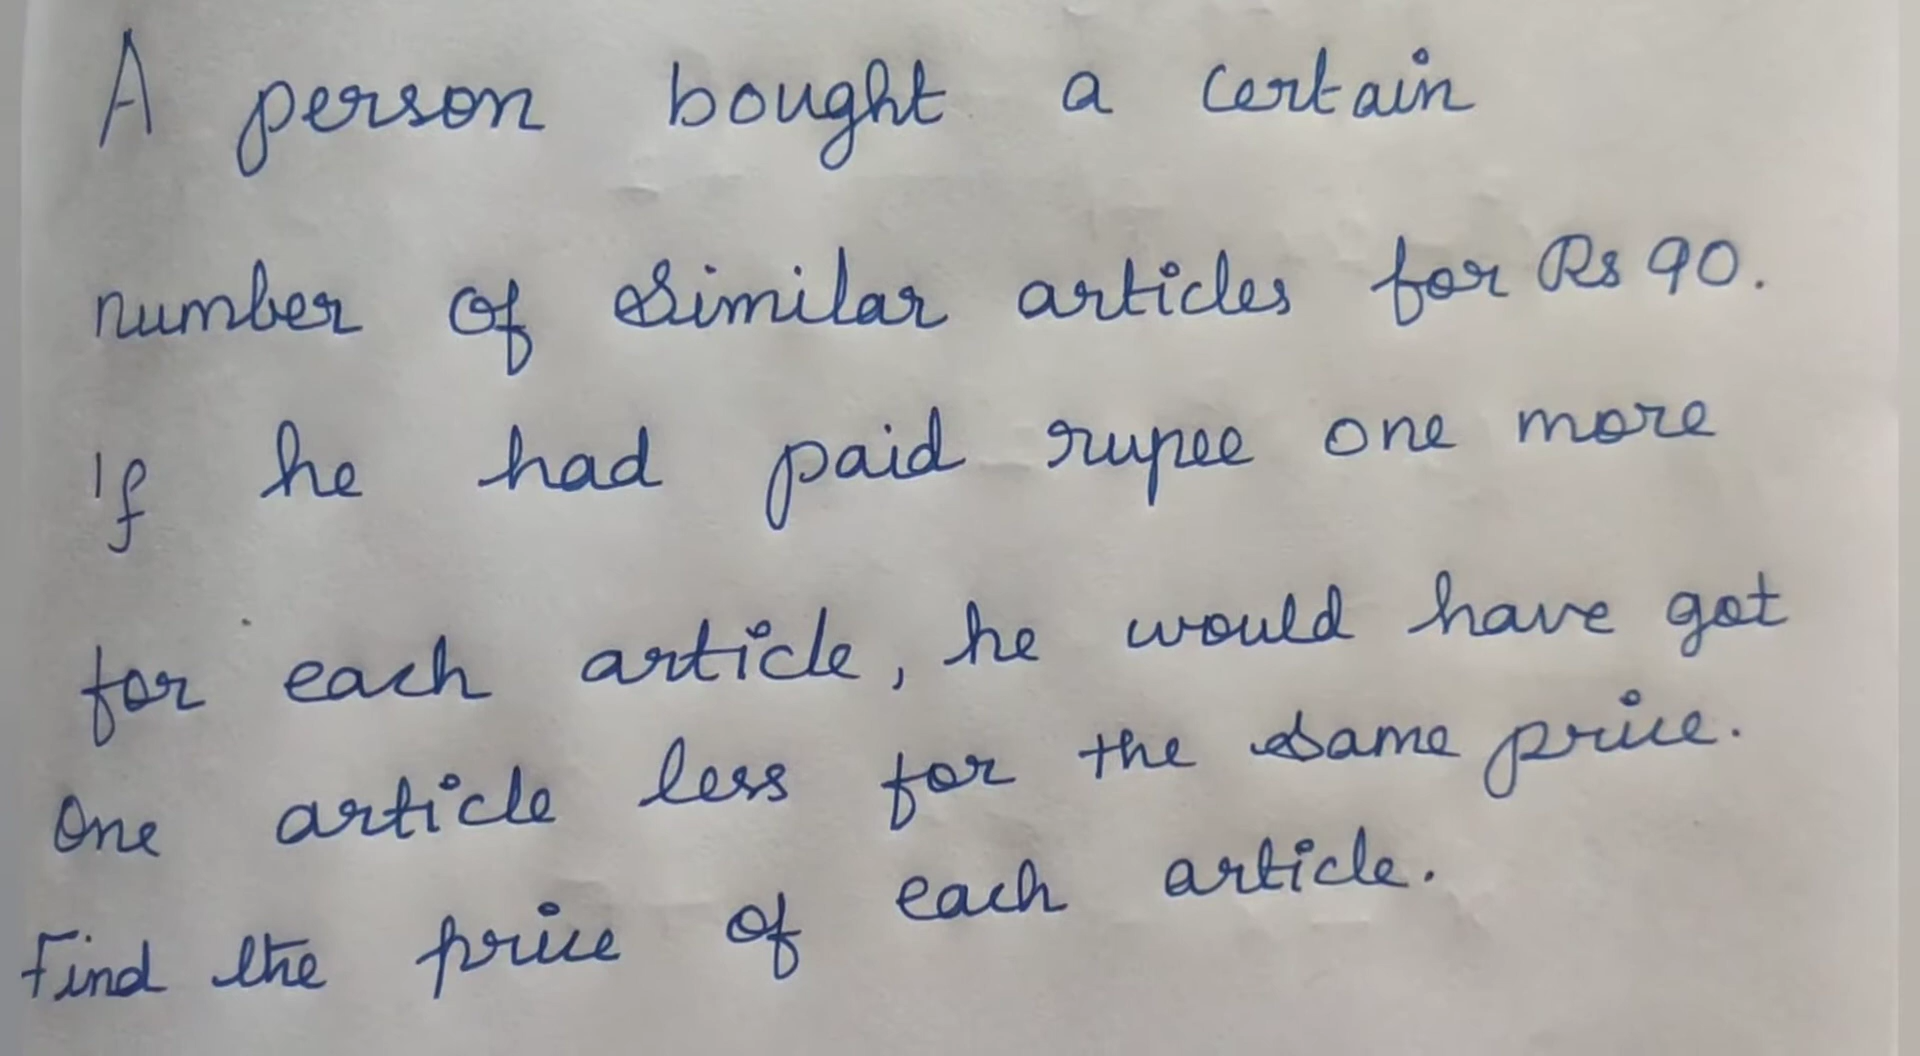 A person bought a certain
number of similar articles for Rs 90.
If he had paid rupee one more
for each article, he would have got
One article less for the same price.
Find the price of each article.